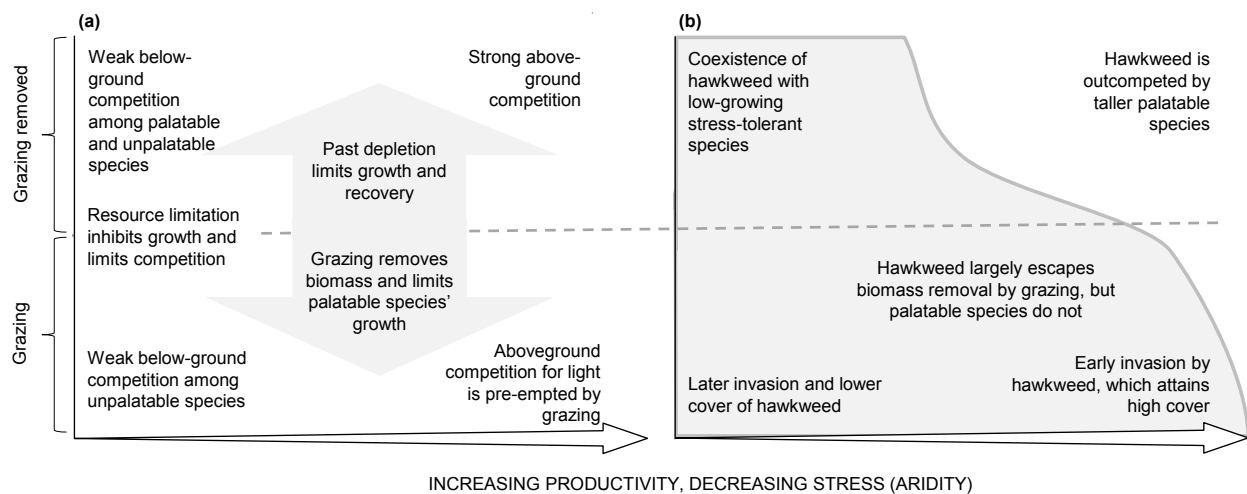 (a)
Grazing removed
Grazing
Weak below-
ground
competition
among palatable
and unpalatable
species
Strong above-
ground
competition
Past depletion
limits growth and
recovery
Resource limitation
inhibits growth and
limits competition
Grazing removes
biomass and limits
palatable species’
growth
Weak below-ground
competition among
unpalatable species
Aboveground
competition for light
is pre-empted by
grazing
(b)
Coexistence of
hawkweed with
low-growing
stress-tolerant
species
Hawkweed is
outcompeted by
taller palatable
species
Hawkweed largely escapes
biomass removal by grazing, but
palatable species do not
Later invasion and lower
cover of hawkweed
Early invasion by
hawkweed, which attains
high cover
INCREASING PRODUCTIVITY, DECREASING STRESS (ARIDITY)